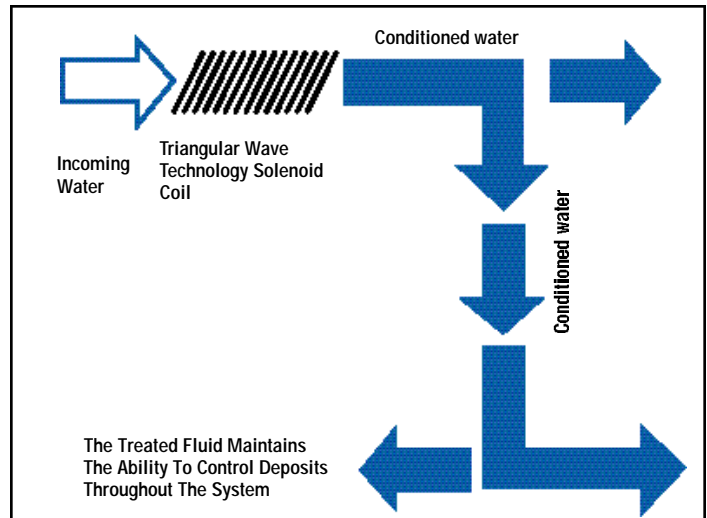 Conditioned water
Incoming
Water
Triangular Wave
Technology Solenoid
Coil
Conditioned water
The Treated Fluid Maintains
The Ability To Control Deposits
Throughout The System